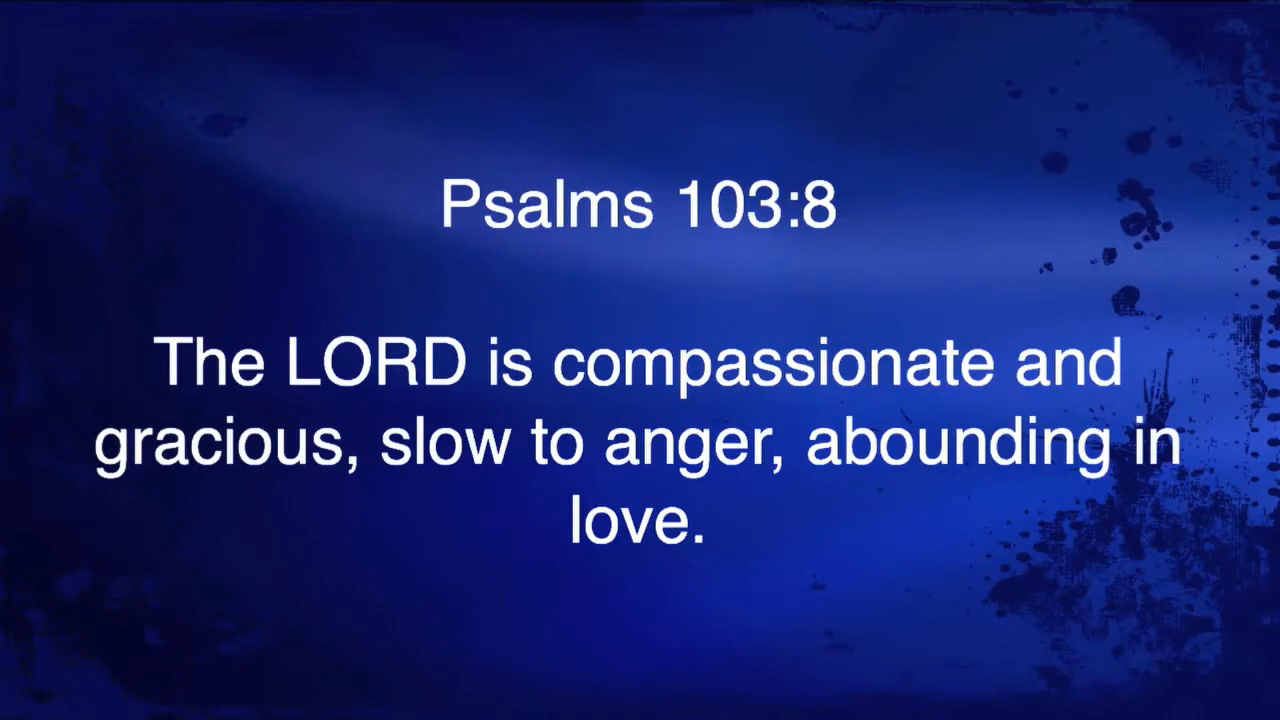 Psalms 103:8
The LORD is compassionate and
gracious, slow to anger, abounding in
love.